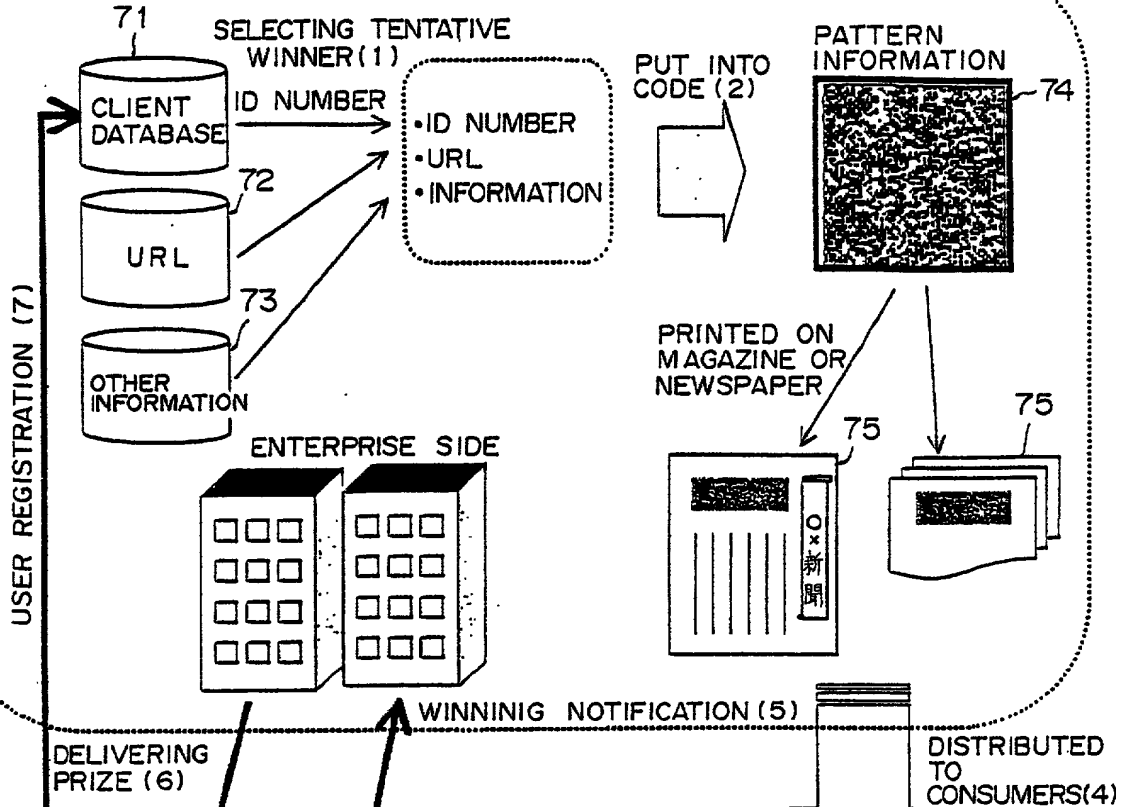 71
SELECTING TENTATIVE
WINNER(1)
CLIENT
DATABASE
ID NUMBER
•ID NUMBER
•URL
•INFORMATION
PUT INTO
CODE(2)
PATTERN
INFORMATION
74
72
URL
73
OTHER
INFORMATION
USER REGISTRATION (7)
PRINTED ON
MAGAZINE OR
NEWSPAPER
75
75
ENTERPRISE SIDE
O×新聞
WINNINIG NOTIFICATION(5)
DELIVERING
PRIZE(6)
DISTRIBUTED
TO
CONSUMERS(4)